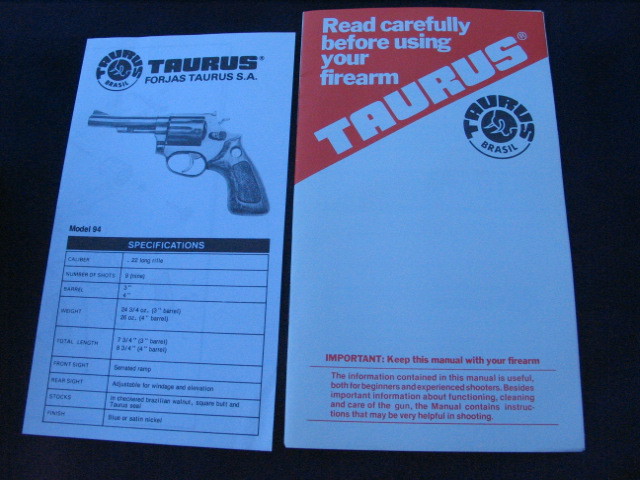 TAURUS
BRASIL
TAURUS®
FORJAS TAURUS S.A.
Model 94
SPECIFICATIONS
CALIBER . 22 long rifle
NUMBER OF SHOTS 9 (nine)
BARREL 3"
4"
WEIGHT 24 3/4 oz. (3" barrel)
26 oz. (4" barrel)
TOTAL LENGTH 7 3/4" (3" barrel)
8 3/4" (4" barrel)
FRONT SIGHT Serrated ramp
REAR SIGHT Adjustable for windage and elevation
STOCKS in checkered brazilian walnut, square butt and
Taurus seal
FINISH Blue or satin nickel
Read carefully
before using
your
firearm
TAURUS®
TAURUS
BRASIL
IMPORTANT: Keep this manual with your firearm
The information contained in this manual is useful,
both for beginners and experienced shooters. Besides
important information about functioning, cleaning
and care of the gun, the Manual contains instruc-
tions that may be very helpful in shooting.